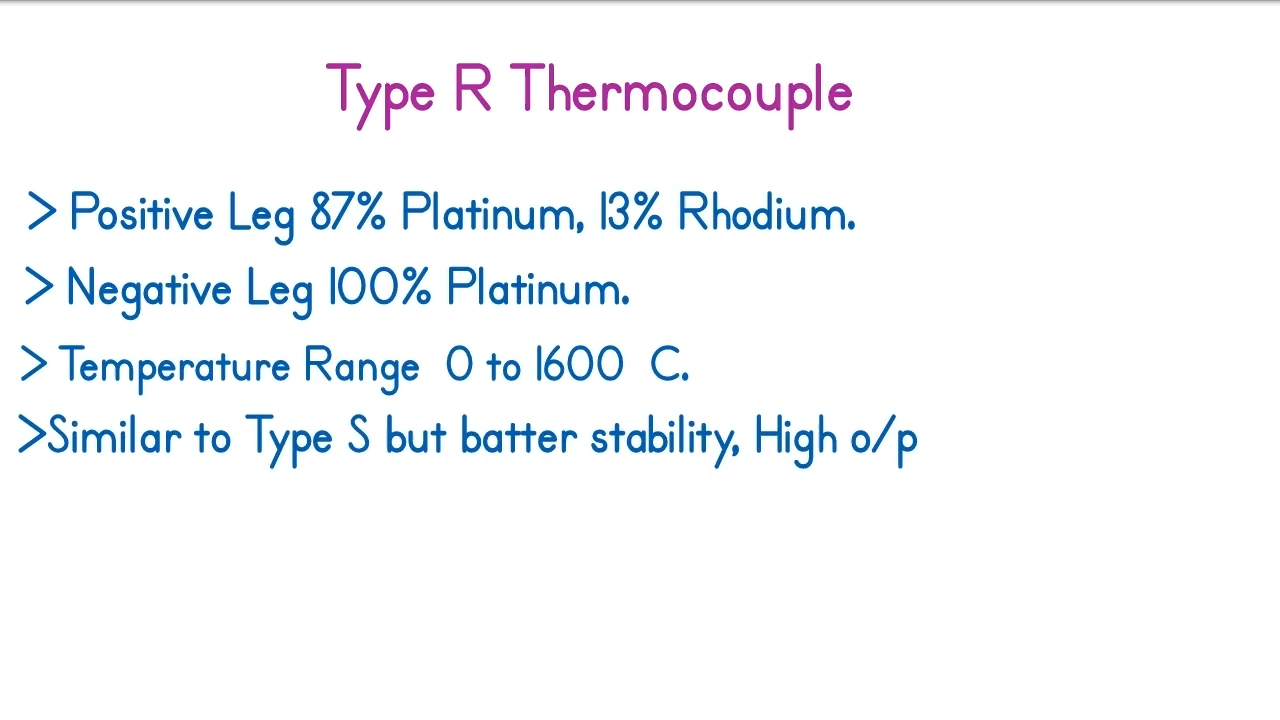 Type R Thermocouple
> Positive Leg 87% Platinum, 13% Rhodium.
> Negative Leg 100% Platinum.
> Temperature Range 0 to 1600 C.
>Similar to Type S but batter stability, High o/p